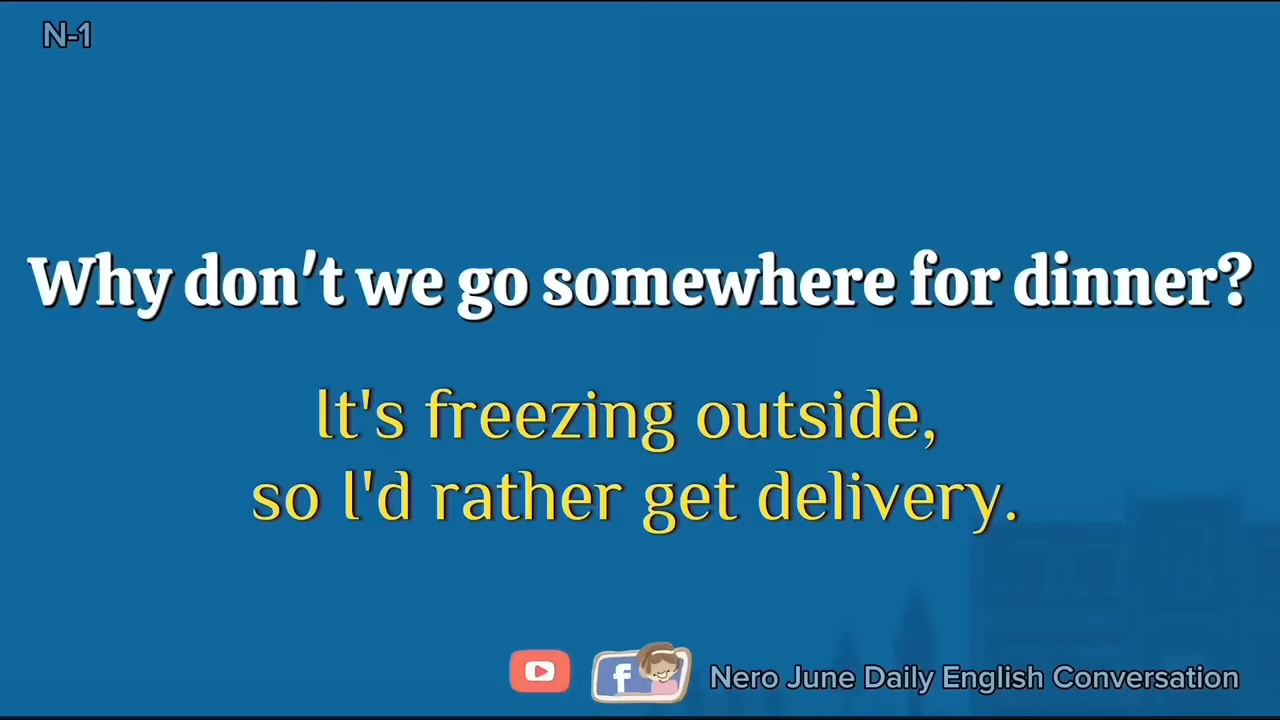 N-1
Why don't we go somewhere for dinner?
It's freezing outside,
so I'd rather get delivery.
f
Nero June Daily English Conversation